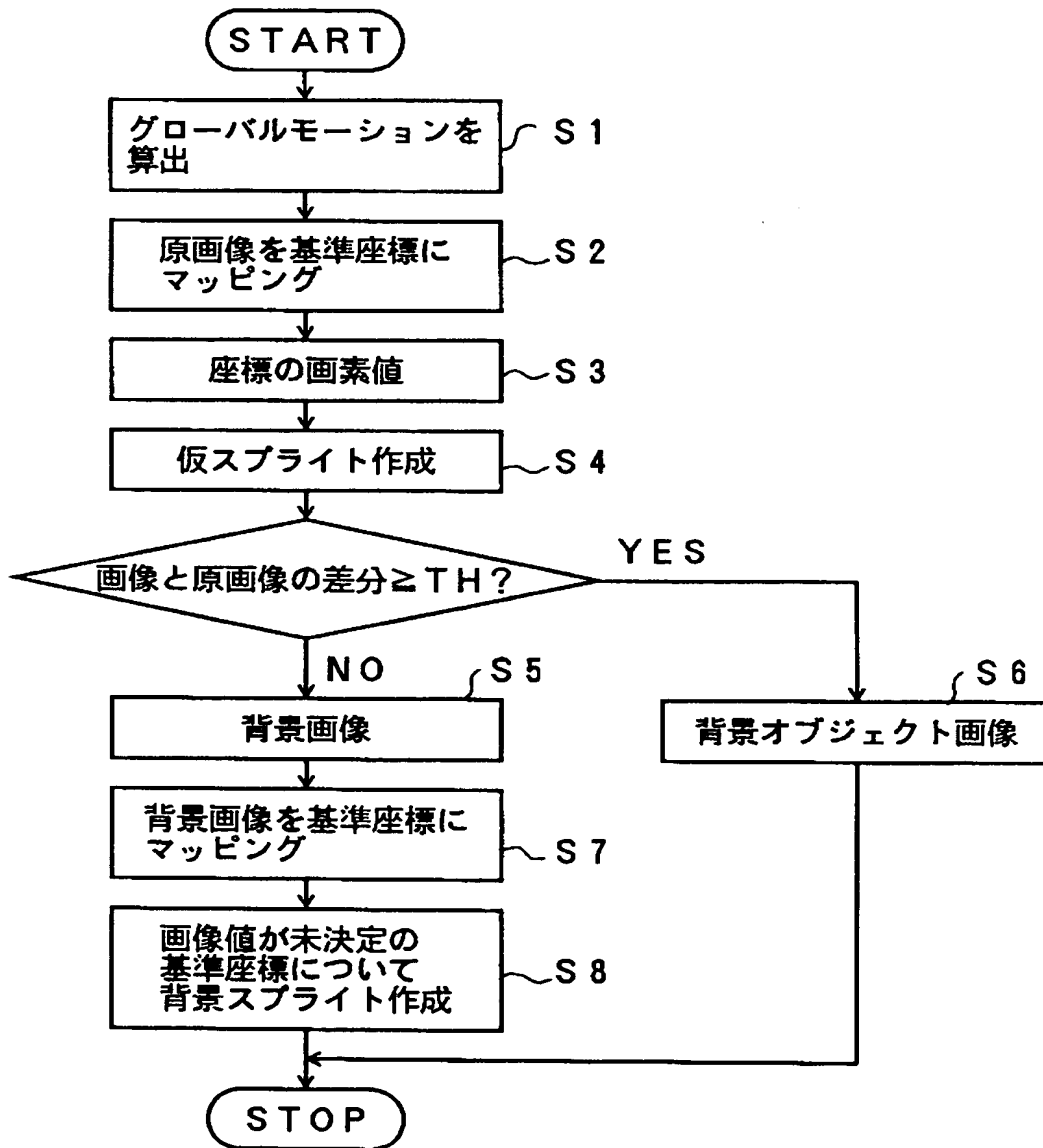 START
グローバルモーションを
算出
S1
原画像を基準座標に
マッピング
S2
座標の画素値
S3
仮スプライト作成
S4
画像と原画像の差分≧TH?
YES
NO
S5
背景画像
S6
背景オブジェクト画像
背景画像を基準座標に
マッピング
S7
画像値が未決定の
基準座標について
背景スプライト作成
S8
STOP